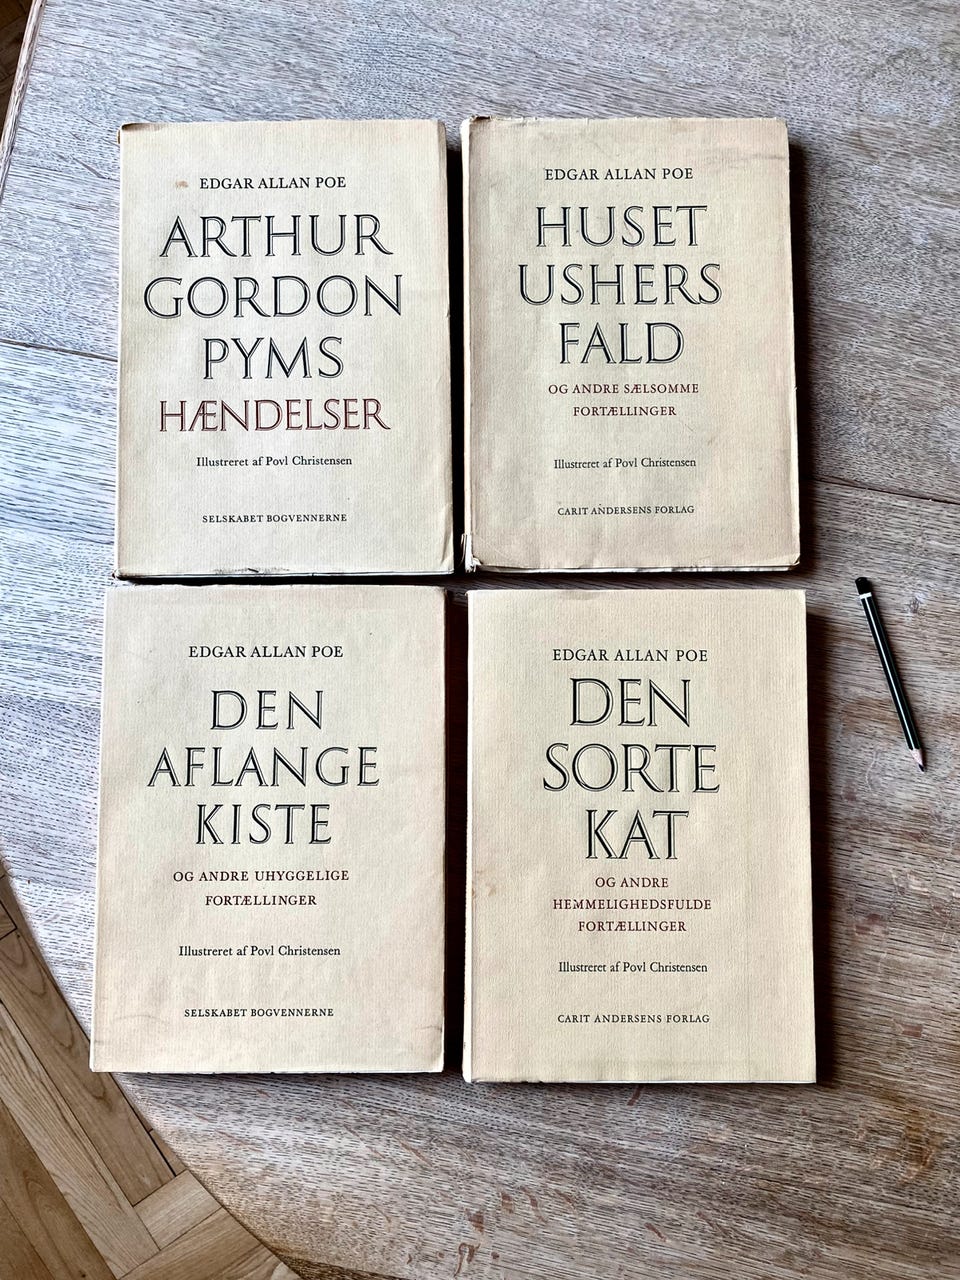 EDGAR ALLAN POE
ARTHUR
GORDON
PYMS
HÆNDELSER
Illustreret af Povl Christensen
SELSKABET BOGVENNERNE
EDGAR ALLAN POE
HUSET
USHERS
FALD
OG ANDRE SÆLSOMME
FORTÆLLINGER
Illustreret af Povl Christensen
CARIT ANDERSENS FORLAG
EDGAR ALLAN POE
DEN
AFLANGE
KISTE
OG ANDRE UHYGGELIGE
FORTÆLLINGER
Illustreret af Povl Christensen
SELSKABET BOGVENNERNE
EDGAR ALLAN POE
DEN
SORTE
KAT
OG ANDRE
HEMMELIGHEDSFULDE
FORTÆLLINGER
Illustreret af Povl Christensen
CARIT ANDERSENS FORLAG